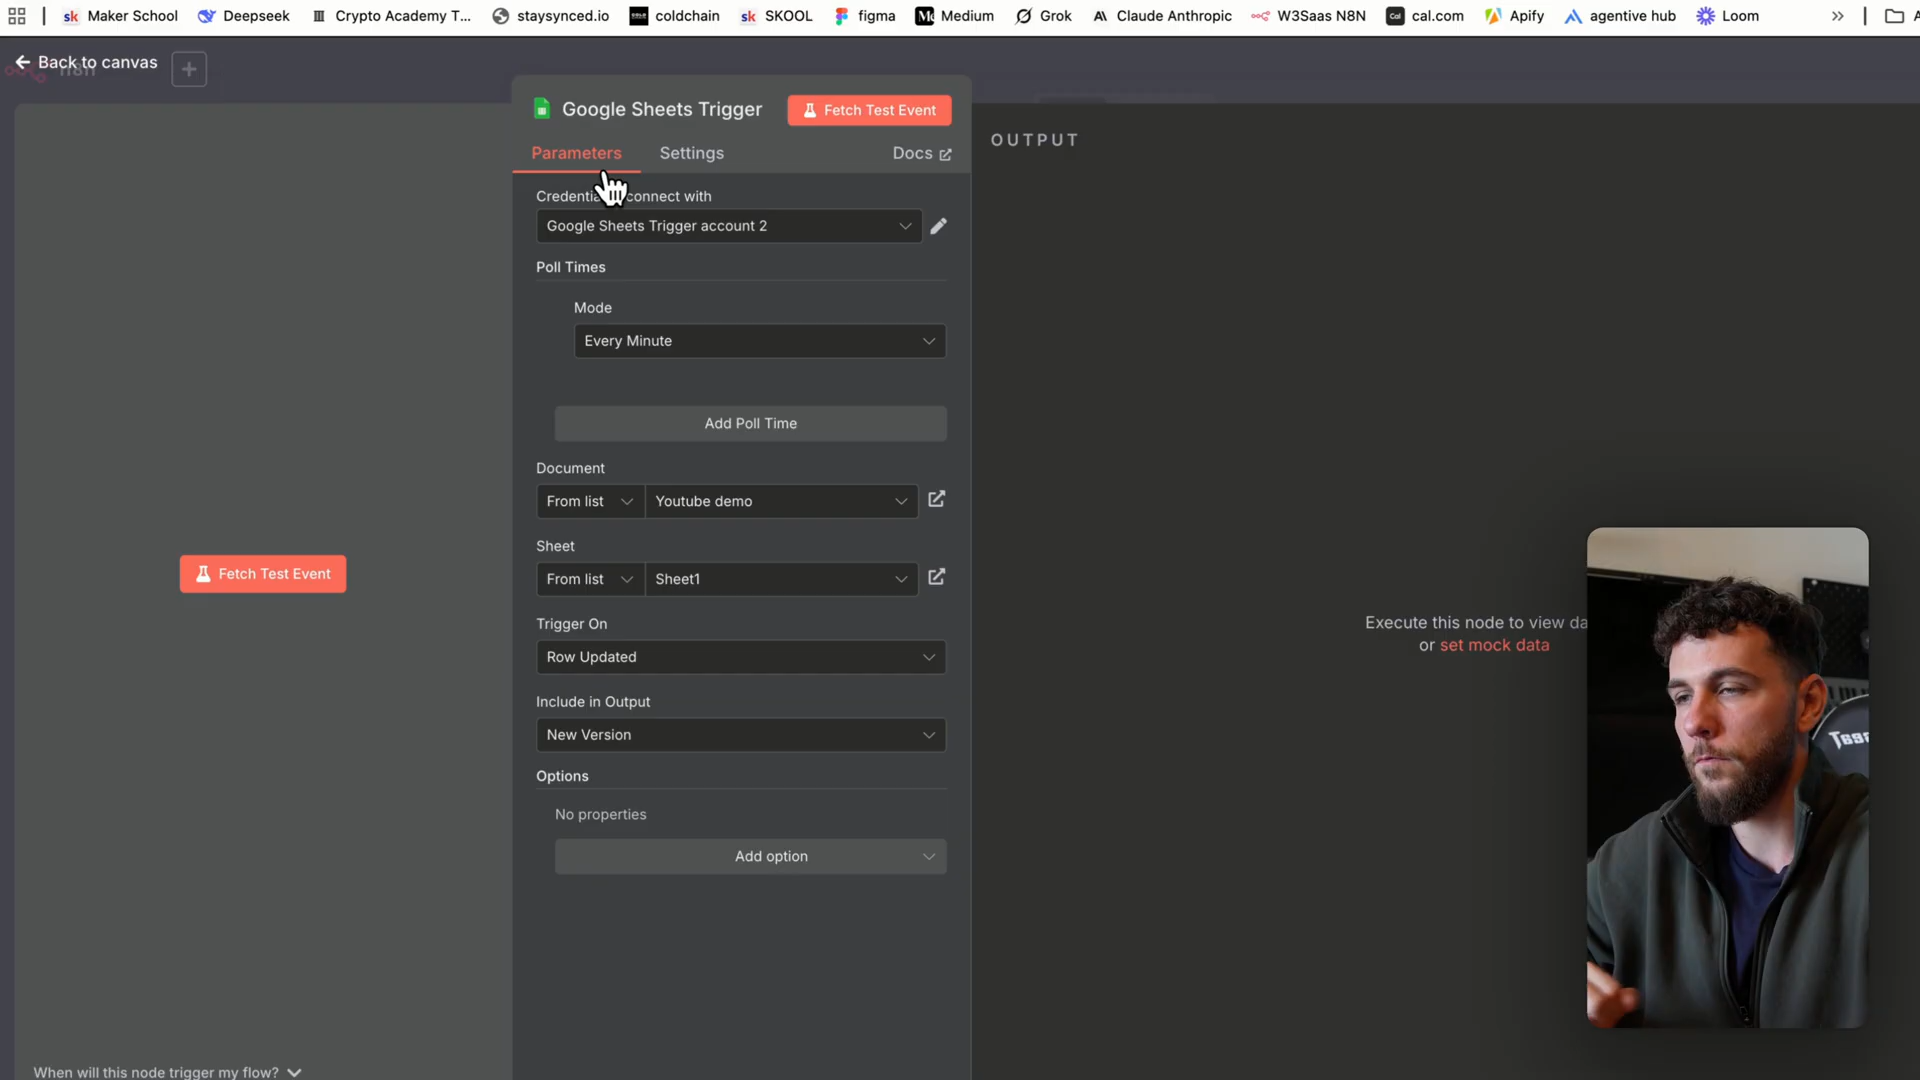 Maker School Deepseek Crypto Academy T... staysynced.io coldchain SKOOL figma Medium Grok Claude Anthropic W3Saas N8N cal.com Apify agentive hub Loom
Back to canvas
Google Sheets Trigger Fetch Test Event
OUTPUT
Parameters Settings Docs
connect with
Google Sheets Trigger account 2
Poll Times
Mode
Every Minute
Add Poll Time
Document
From list Youtube demo
Sheet
From list Sheet1
Fetch Test Event
Trigger On
Row Updated
Execute this node to view da
or set mock data
Include in Output
New Version
Options
No properties
Add option
When will this node trigger my flow?